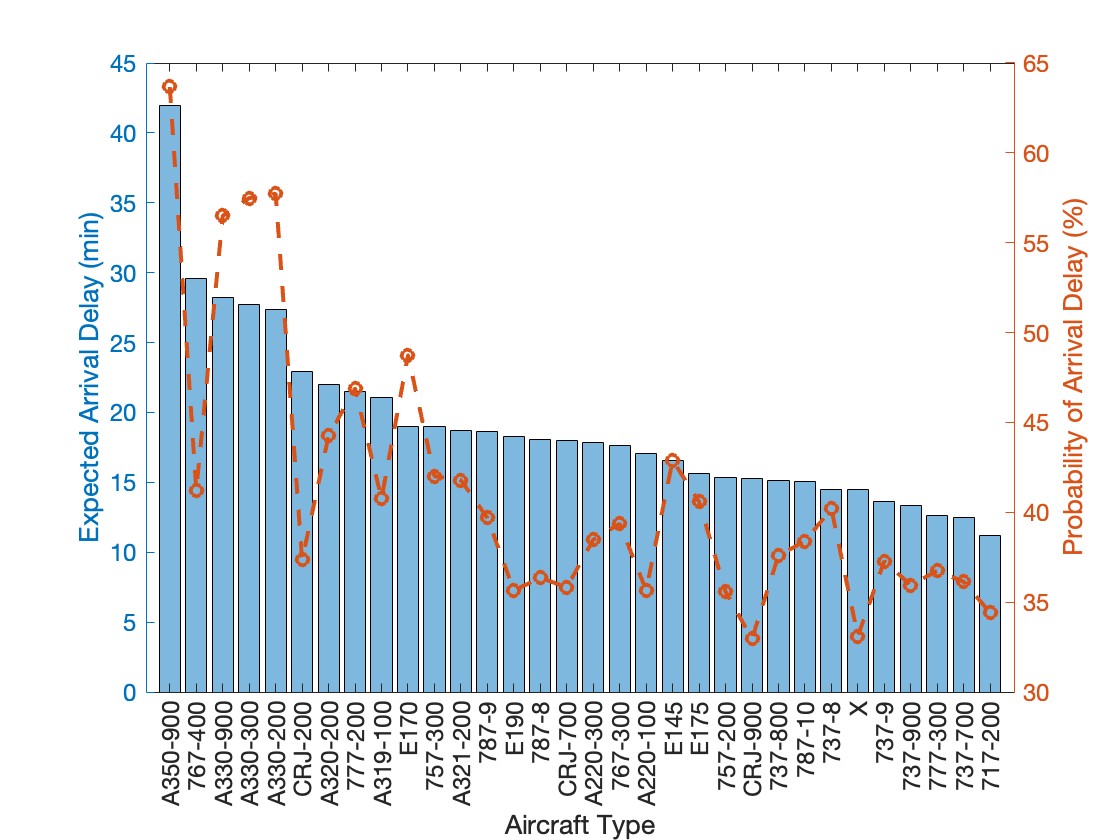 45
40
35
30
25
20
15
10
5
0
Expected Arrival Delay (min)
65
60
55
50
45
40
35
30
Probability of Arrival Delay (%)
A350-900
767-400
A330-900
A330-300
A330-200
CRJ-200
A320-200
777-200
A319-100
E170
757-300
A321-200
787-9
E190
787-8
CRJ-700
A220-300
767-300
A220-100
E145
E175
757-200
CRJ-900
737-800
787-10
737-8
X
737-9
737-900
777-300
737-700
717-200
Aircraft Type